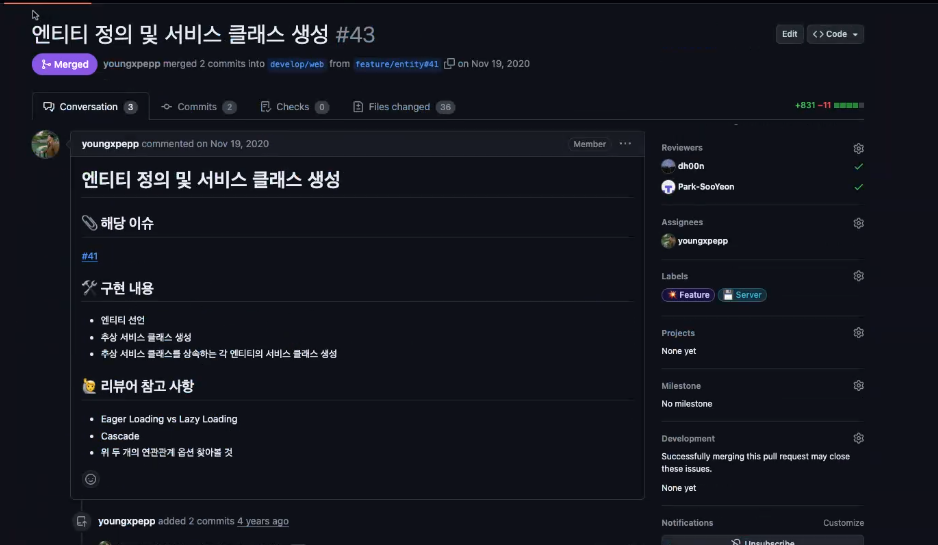 엔티티 정의 및 서비스 클래스 생성 #43
Edit
<> Code
Merged youngxpepp merged 2 commits into develop/web from feature/entity#41 on Nov 19, 2020
Conversation 3
Commits 2
Checks 0
Files changed 36
+831 −11
youngxpepp commented on Nov 19, 2020
Member
엔티티 정의 및 서비스 클래스 생성
해당 이슈
#41
구현 내용
엔티티 선언
추상 서비스 클래스 생성
추상 서비스 클래스를 상속하는 각 엔티티의 서비스 클래스 생성
리뷰어 참고 사항
Eager Loading vs Lazy Loading
Cascade
위 두 개의 연관관계 옵션 찾아볼 것
youngxpepp added 2 commits 4 years ago
Reviewers
dh00n
Park-SooYeon
Assignees
youngxpepp
Labels
Feature
Server
Projects
None yet
Milestone
No milestone
Development
Successfully merging this pull request may close
these issues.
None yet
Notifications
Customize
Unsubscribe